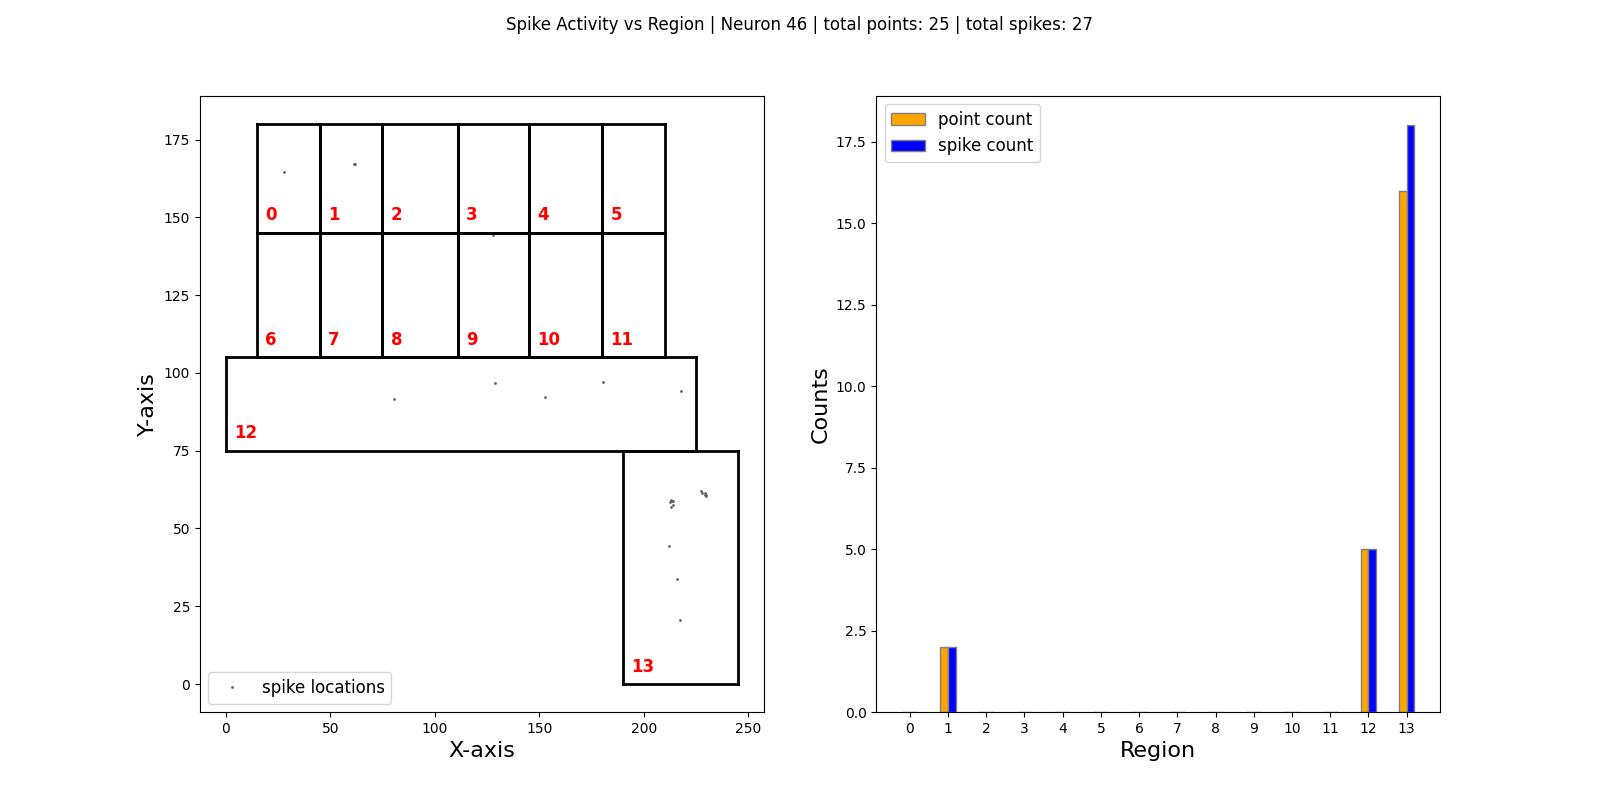 Spike Activity vs Region | Neuron 46 | total points: 25 | total spikes: 27
175
150
125
100
75
50
25
0
Y-axis
0 1 2 3 4 5
6 7 8 9 10 11
12
13
spike locations
0 50 100 150 200 250
X-axis
point count
spike count
17.5
15.0
12.5
10.0
7.5
5.0
2.5
0.0
Counts
0 1 2 3 4 5 6 7 8 9 10 11 12 13
Region